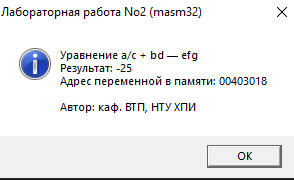 Лабораторная работа No2 (masm32)
Уравнение a/c + bd — efg
Результат: -25
Адрес переменной в памяти: 00403018
Автор: каф. ВТП, НТУ ХПИ
OK